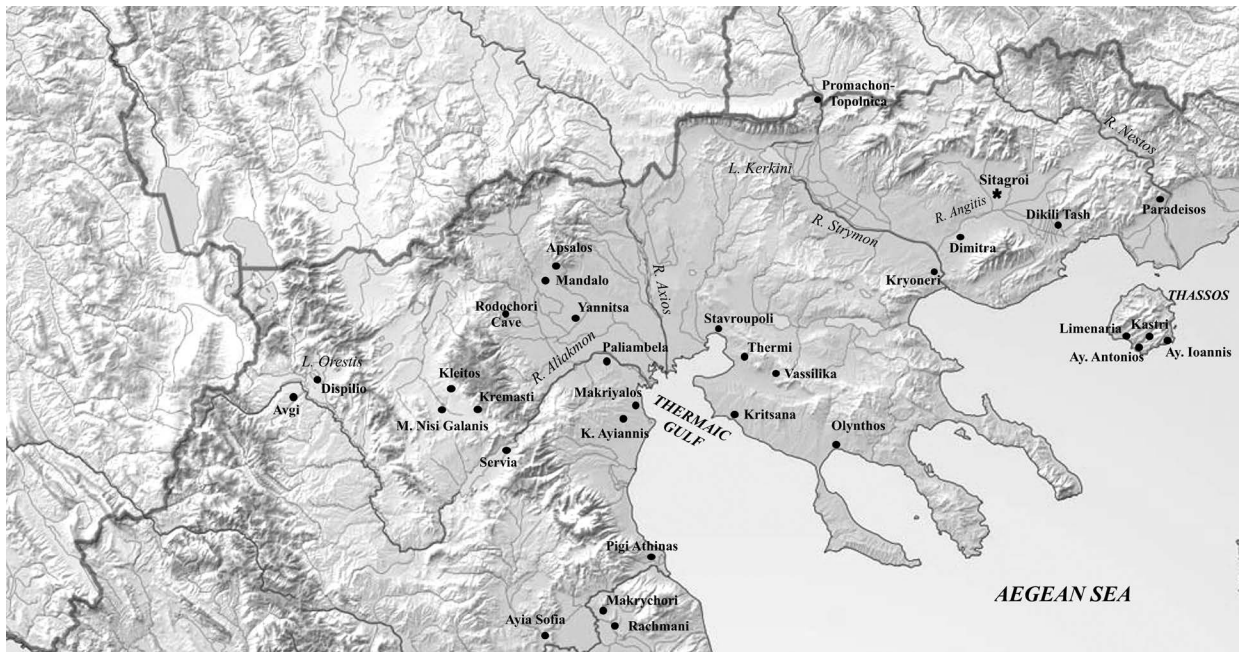 Promachon-
Topolnica
R. Nestos
L. Kerkini
Sitagroi
*
R. Angitis
Dikili Tash
Paradeisos
R. Strymon
Dimitra
Apsalos
Mandalo
R. Axios
Kryoneri
THASSOS
Rodochori
Cave
Yannitsa
Stavroupoli
Limenaria
Kastri
Ay. Ioannis
Ay. Antonios
Paliambela
Thermi
R. Aliakmon
L. Orestis
Dispilio
Kleitos
Vassilika
Avgi
Kremasti
Makriyalos
THERMAIC
GULF
Kritsana
M. Nisi Galanis
K. Ayiannis
Olynthos
Servia
Pigi Athinas
AEGEAN SEA
Makrychori
Ayia Sofia
Rachmani